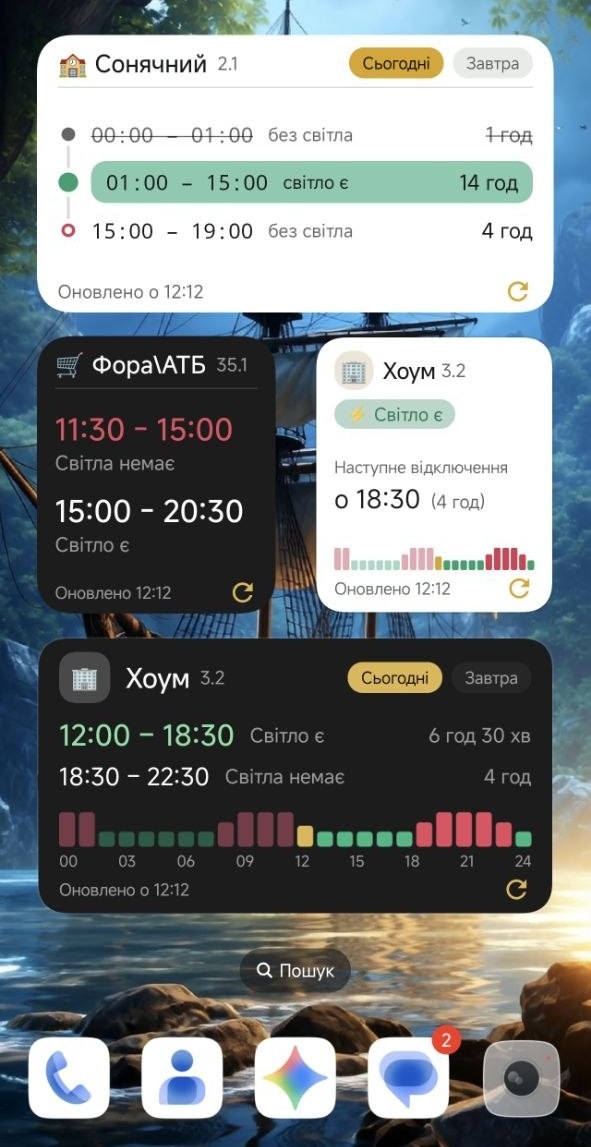 Сонячний 2.1 Сьогодні Завтра
00:00 – 01:00 без світла 1 год
01:00 – 15:00 світло є 14 год
15:00 – 19:00 без світла 4 год
Оновлено о 12:12
Фора\АТБ 35.1
11:30 – 15:00
Світла немає
15:00 – 20:30
Світло є
Оновлено 12:12
Хоум 3.2
Світло є
Наступне відключення
о 18:30 (4 год)
Оновлено 12:12
Хоум 3.2 Сьогодні Завтра
12:00 – 18:30 Світло є 6 год 30 хв
18:30 – 22:30 Світла немає 4 год
00 03 06 09 12 15 18 21 24
Оновлено о 12:12
Пошук
2